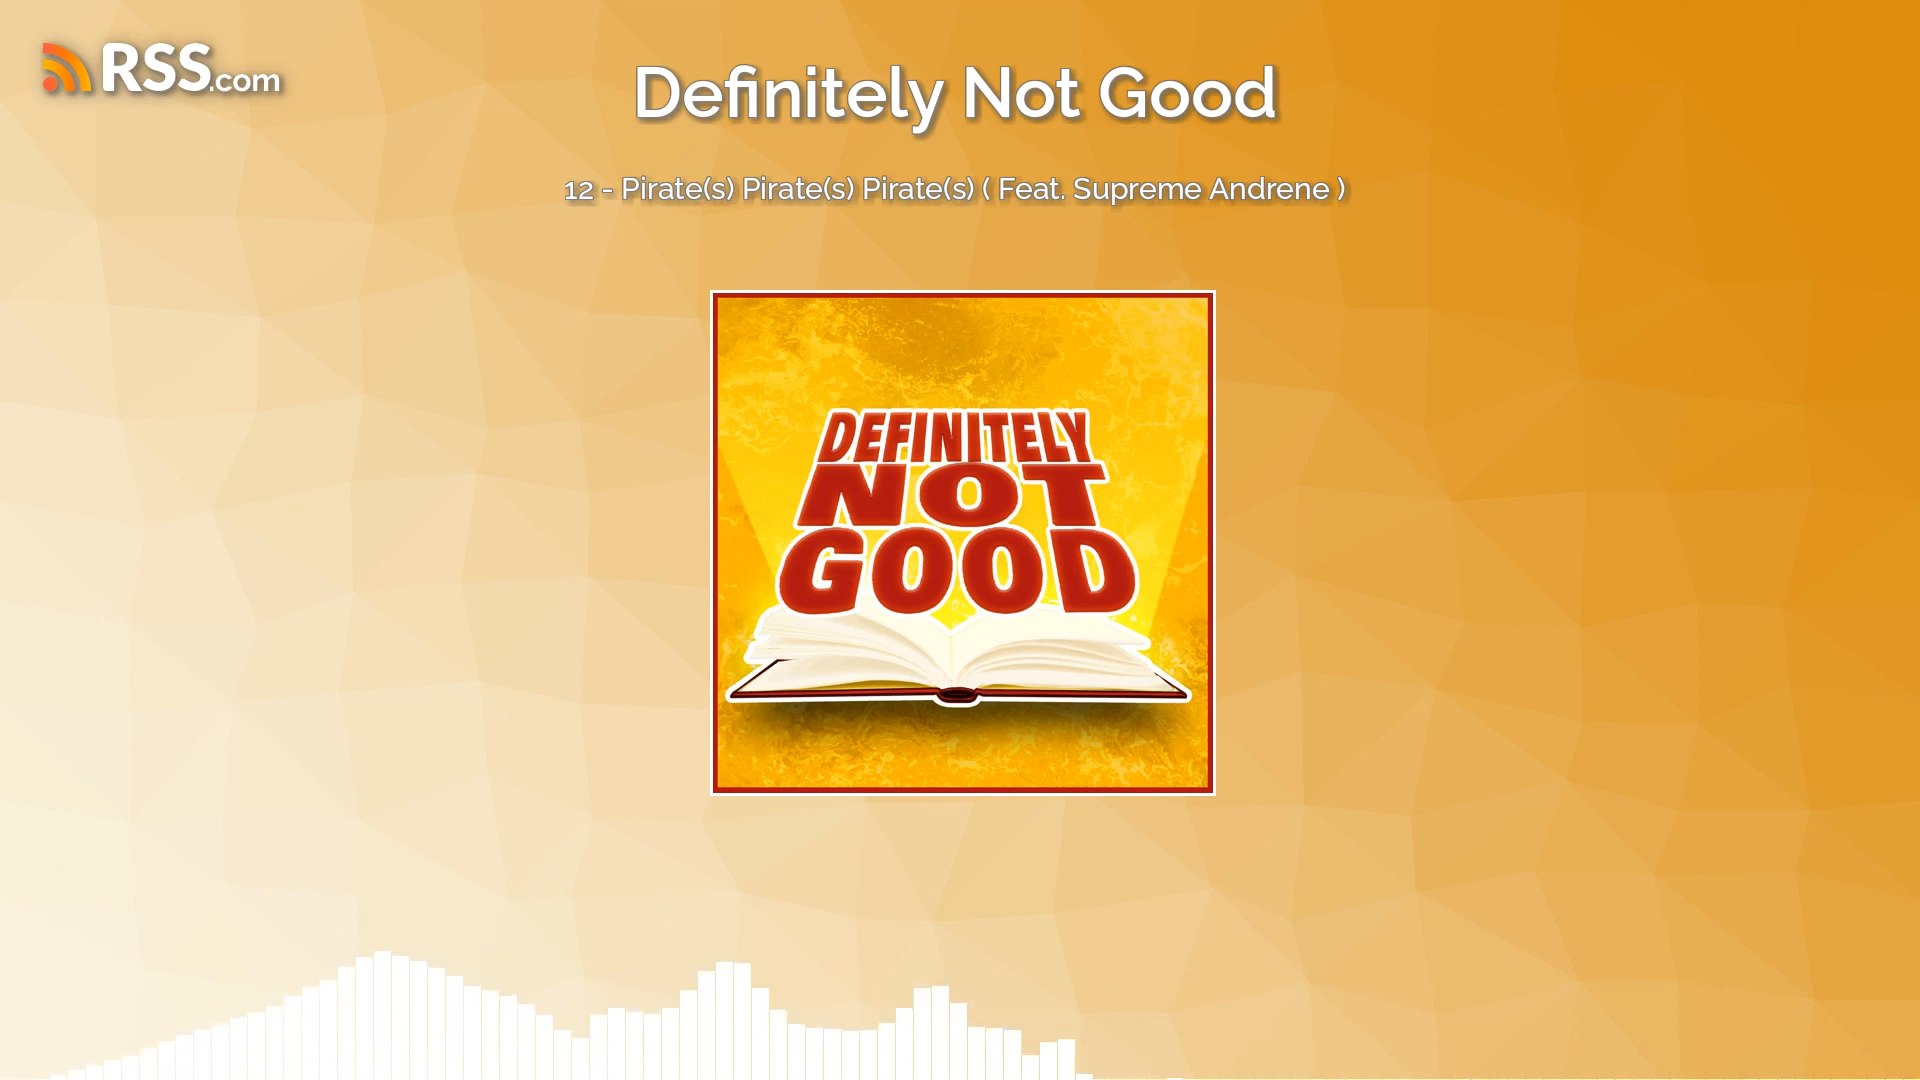 RSS.com
Definitely Not Good
12 - Pirate(s) Pirate(s) Pirate(s) ( Feat. Supreme Andrene )
DEFINITELY
NOT
GOOD